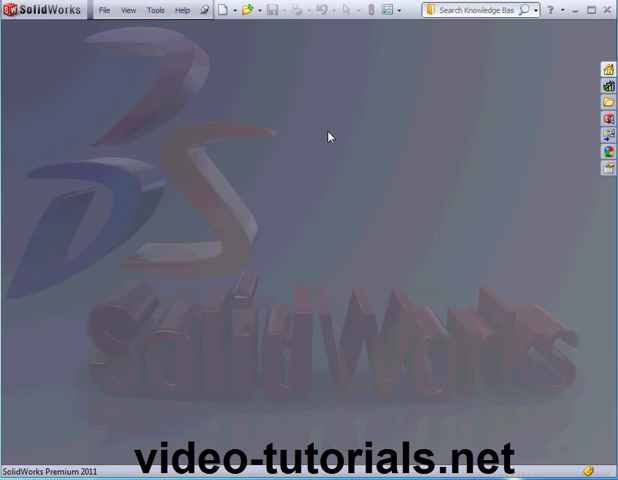 SolidWorks File View Tools Help Search Knowledge Bas
SolidWorks
video-tutorials.net
SolidWorks Premium 2011